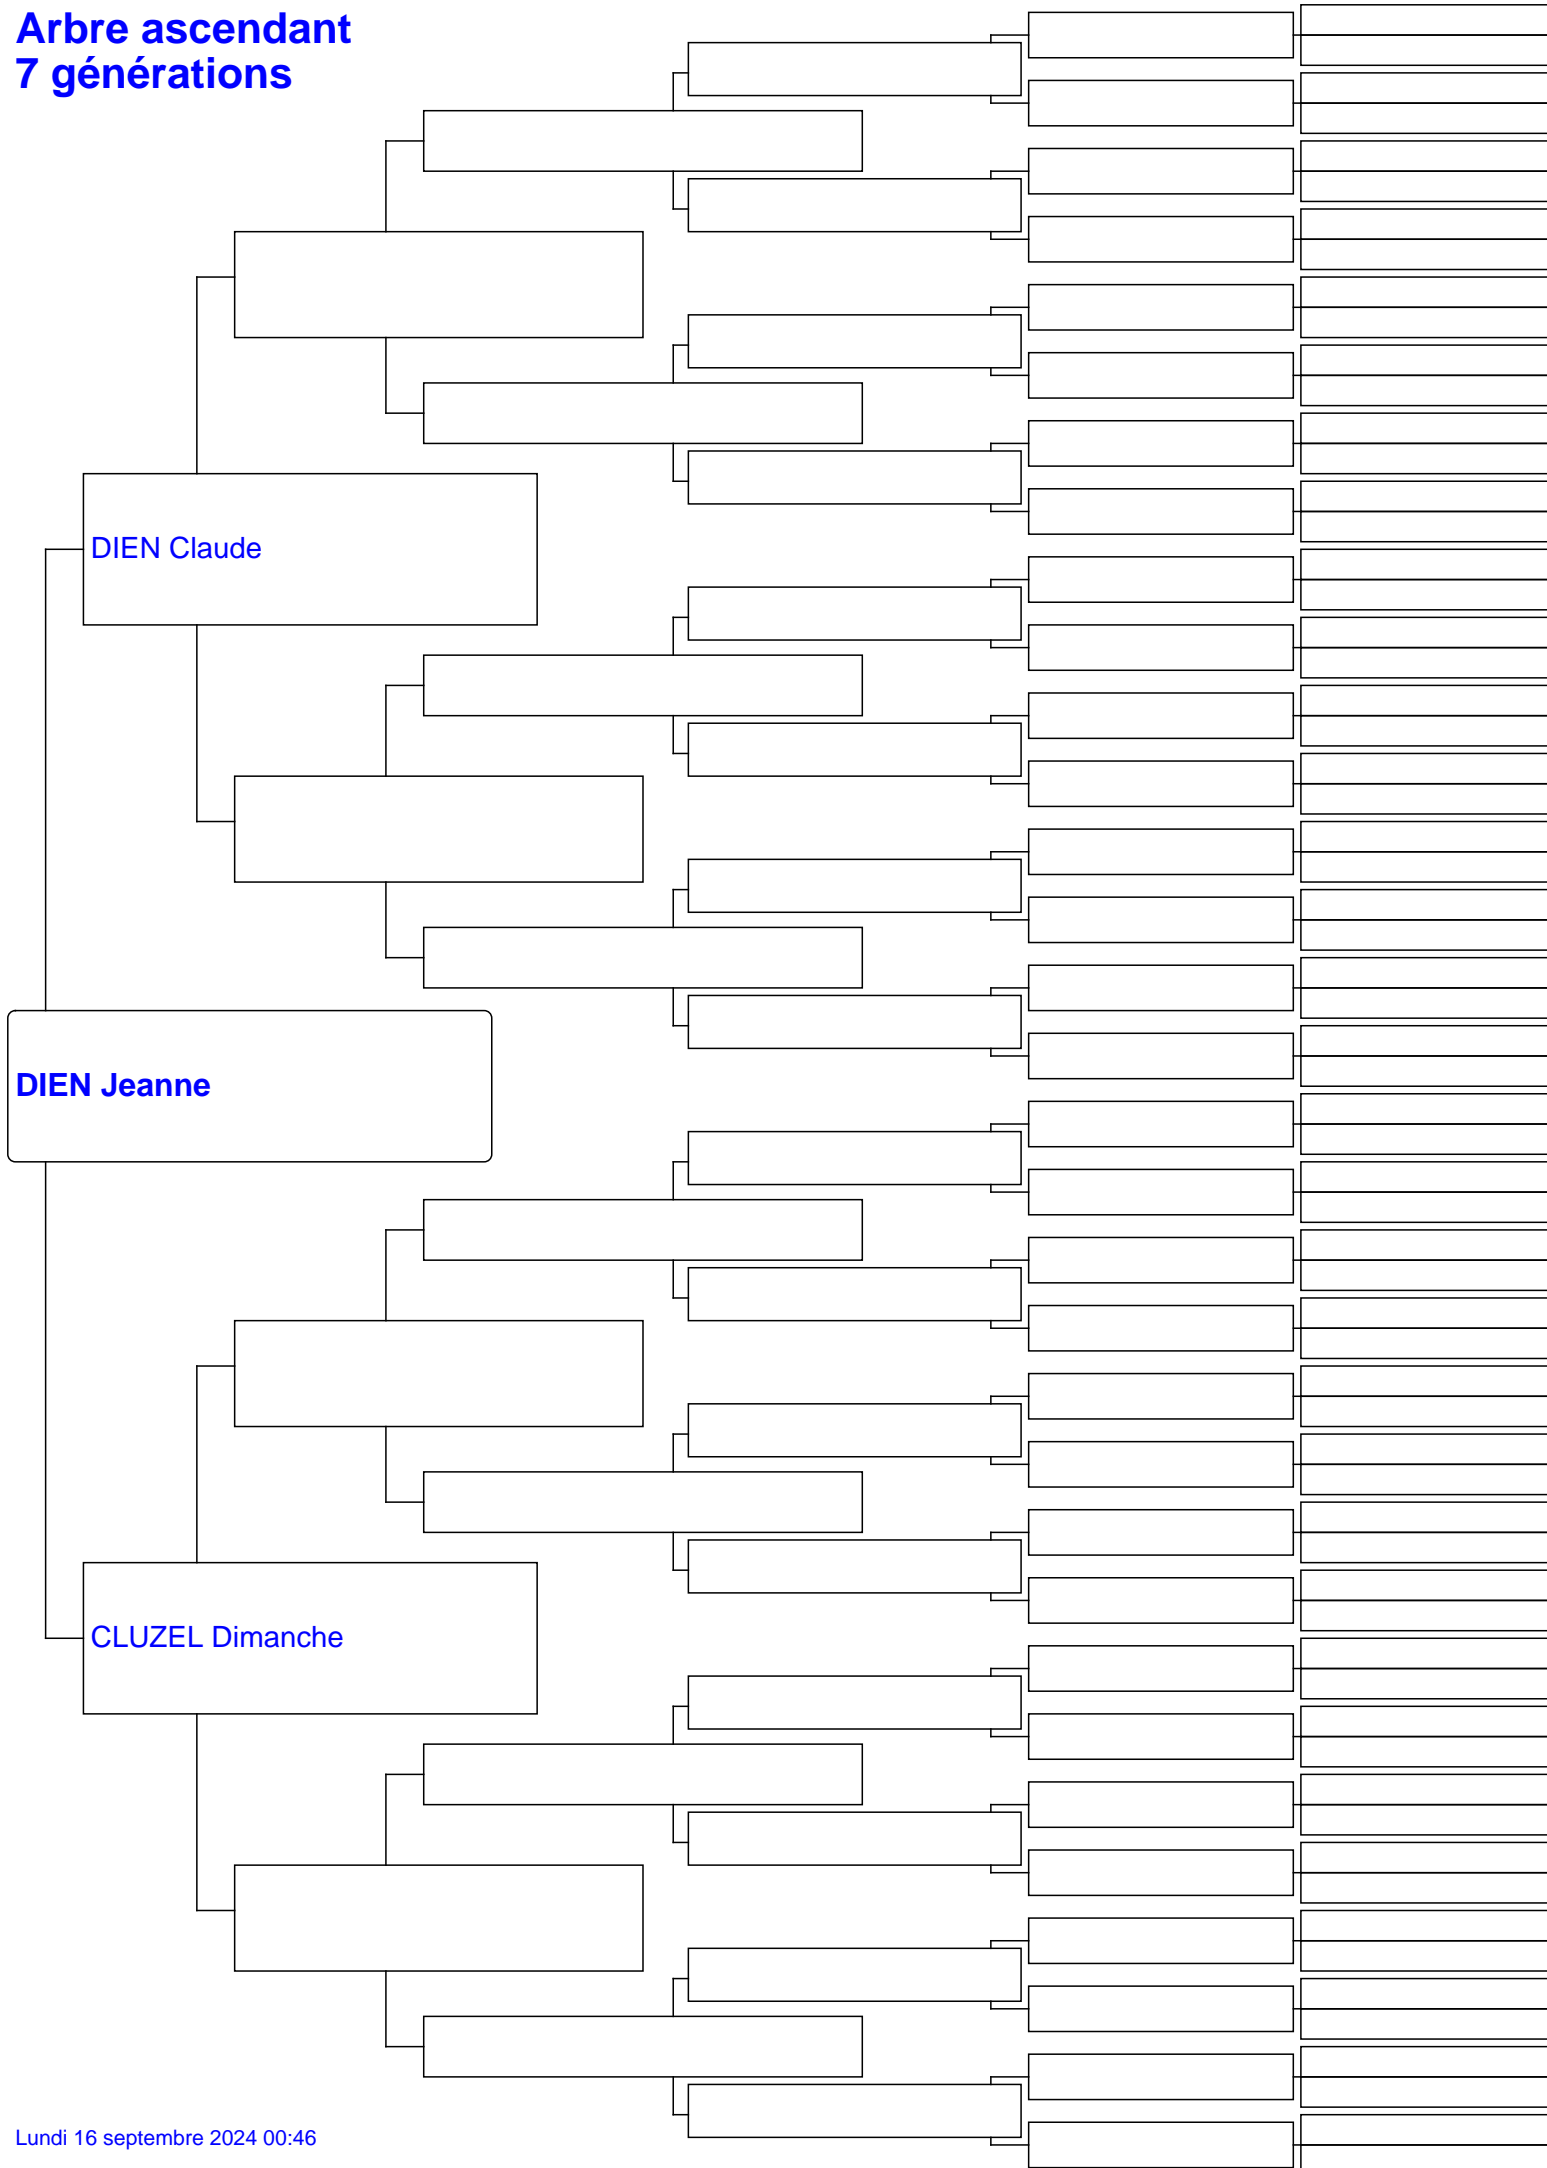 Arbre ascendant
7 générations
DIEN Claude
DIEN Jeanne
CLUZEL Dimanche
Lundi 16 septembre 2024 00:46